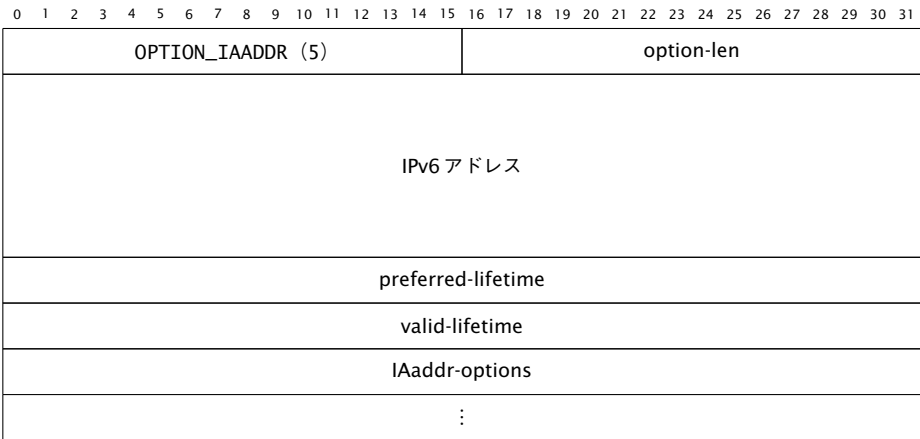 0 1 2 3 4 5 6 7 8 9 10 11 12 13 14 15 16 17 18 19 20 21 22 23 24 25 26 27 28 29 30 31
OPTION_IAADDR（5） option-len
IPv6 アドレス
preferred-lifetime
valid-lifetime
IAaddr-options
⋮